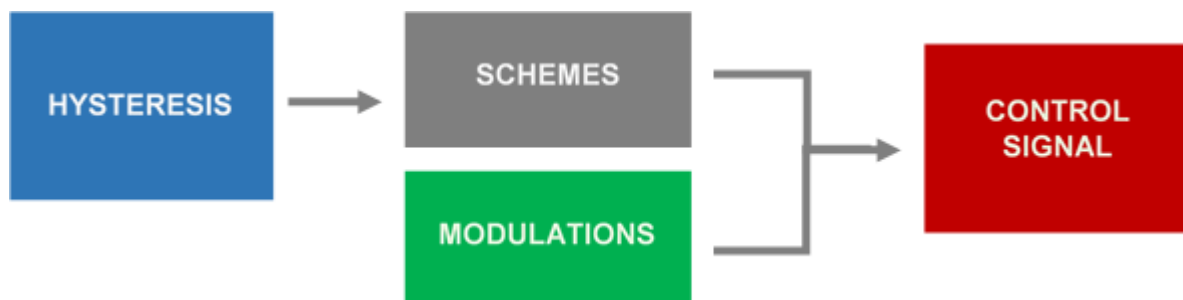 HYSTERESIS
SCHEMES
MODULATIONS
CONTROL
SIGNAL